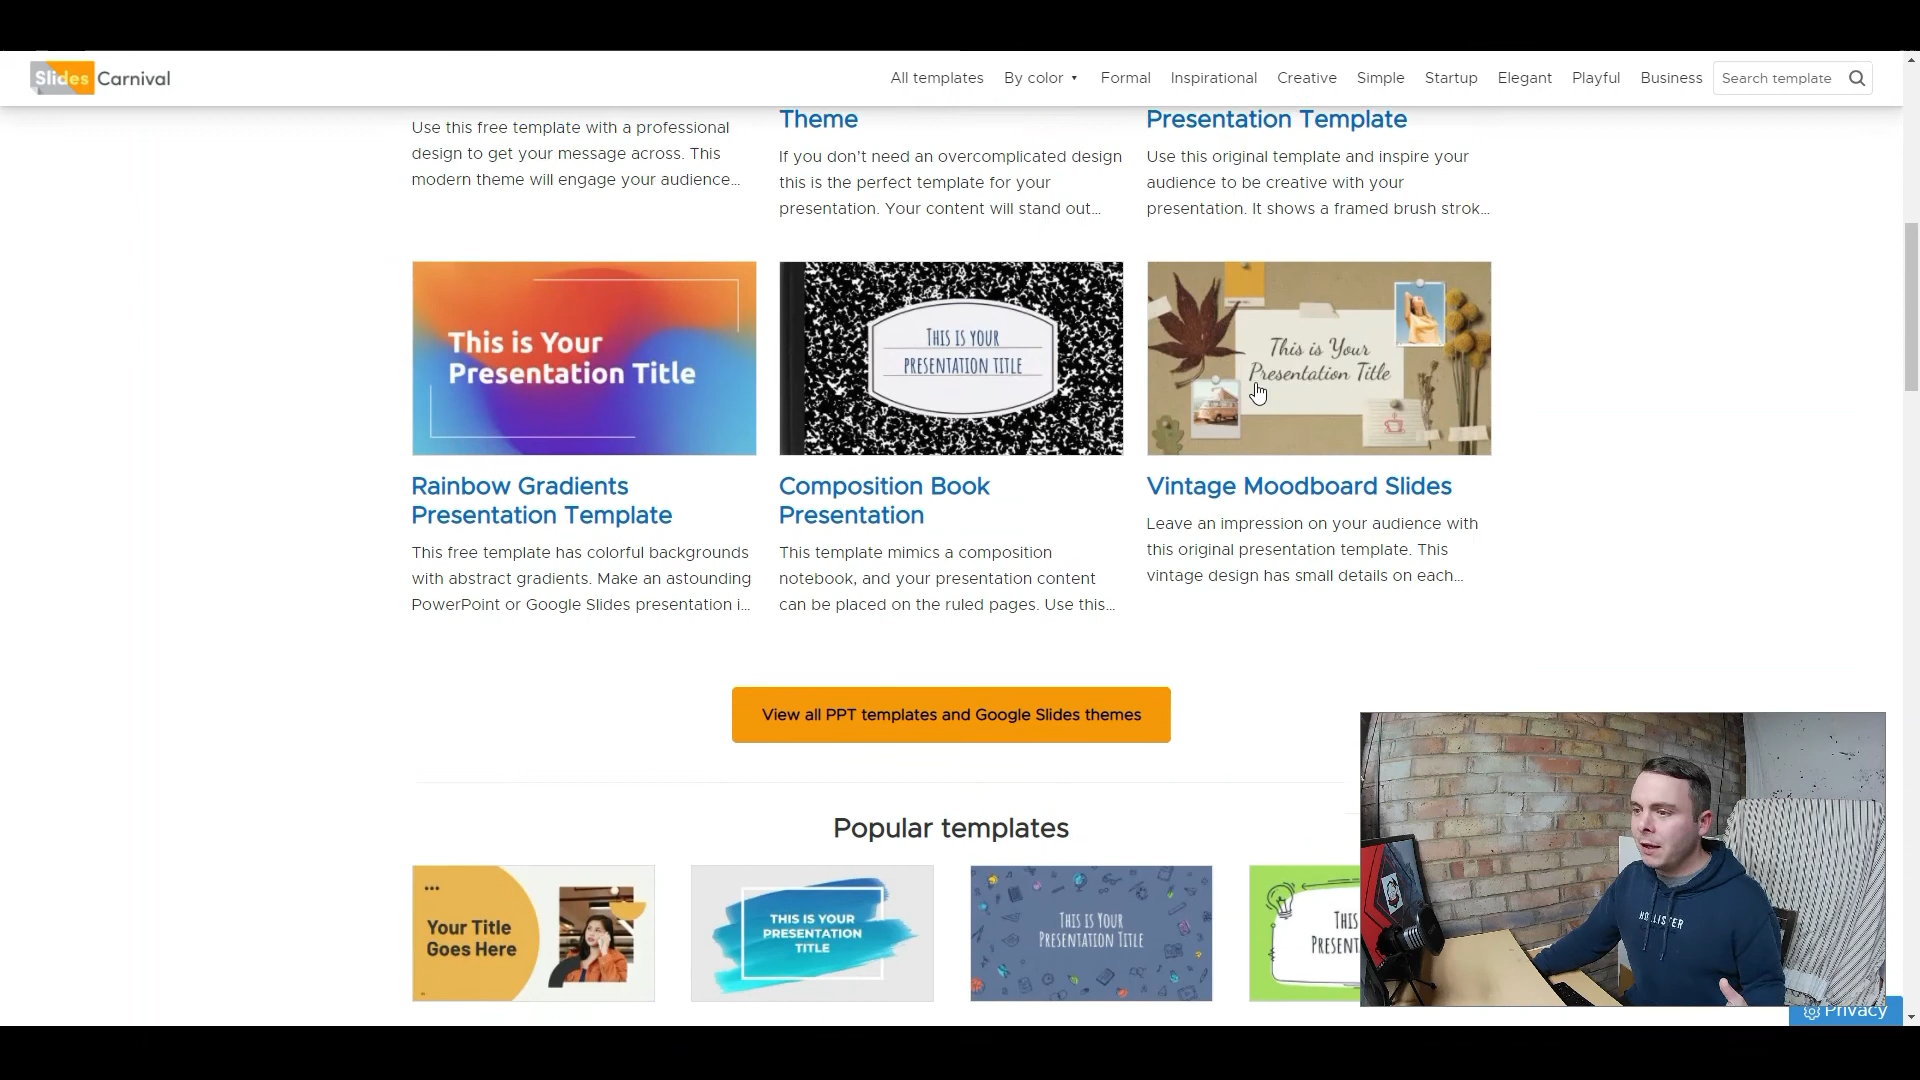 Slides Carnival
All templates By color ▾ Formal Inspirational Creative Simple Startup Elegant Playful Business Search template
Use this free template with a professional
design to get your message across. This
modern theme will engage your audience...
Theme
If you don’t need an overcomplicated design
this is the perfect template for your
presentation. Your content will stand out...
Presentation Template
Use this original template and inspire your
audience to be creative with your
presentation. It shows a framed brush strok...
This is Your
Presentation Title
THIS IS YOUR
PRESENTATION TITLE
This is Your
Presentation Title
Rainbow Gradients
Presentation Template
This free template has colorful backgrounds
with abstract gradients. Make an astounding
PowerPoint or Google Slides presentation i...
Composition Book
Presentation
This template mimics a composition
notebook, and your presentation content
can be placed on the ruled pages. Use this...
Vintage Moodboard Slides
Leave an impression on your audience with
this original presentation template. This
vintage design has small details on each...
View all PPT templates and Google Slides themes
Popular templates
Your Title
Goes Here
THIS IS YOUR
PRESENTATION
TITLE
THIS IS YOUR
PRESENTATION TITLE
THIS
PRESENT
HOLLISTER
Privacy